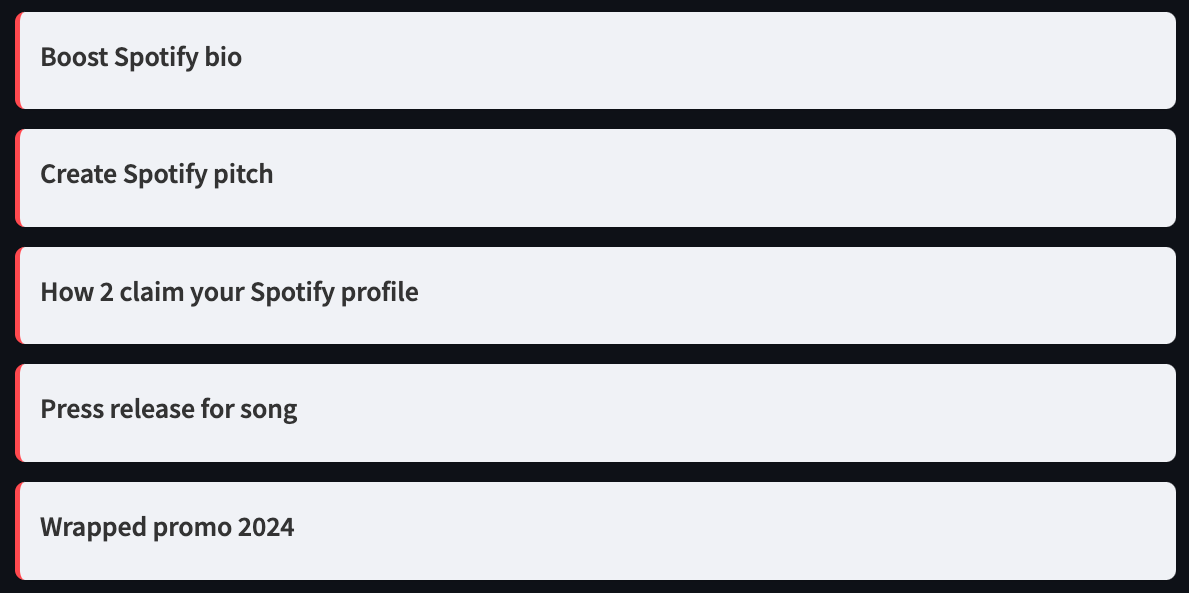 Boost Spotify bio
Create Spotify pitch
How 2 claim your Spotify profile
Press release for song
Wrapped promo 2024